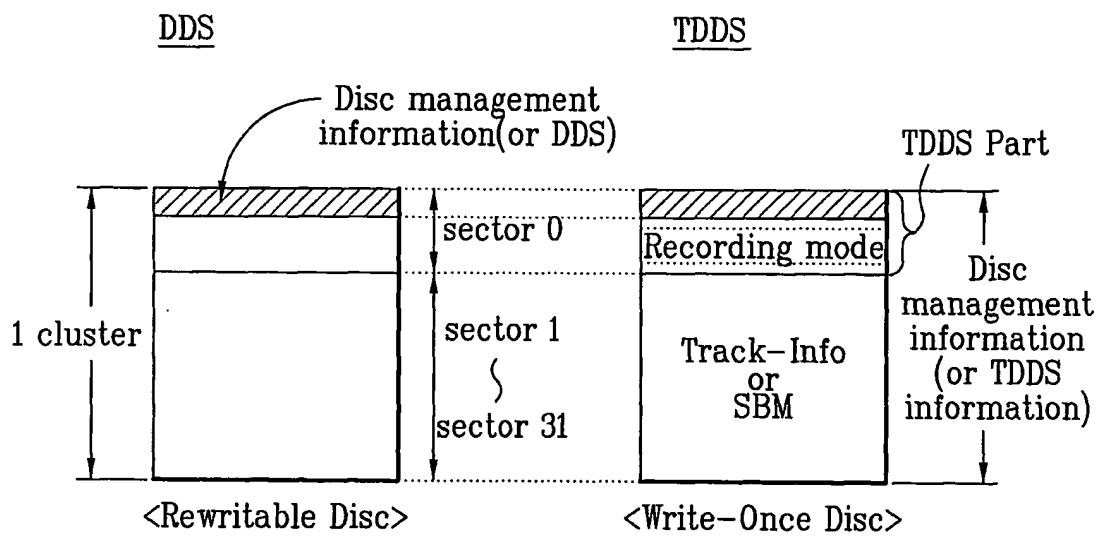 DDS
TDDS
Disc management
information(or DDS)
TDDS Part
sector 0
Recording mode
1 cluster
sector 1
sector 31
Track-Info
or
SBM
Disc
management
information
(or TDDS
information)
<Rewritable Disc>
<Write-Once Disc>